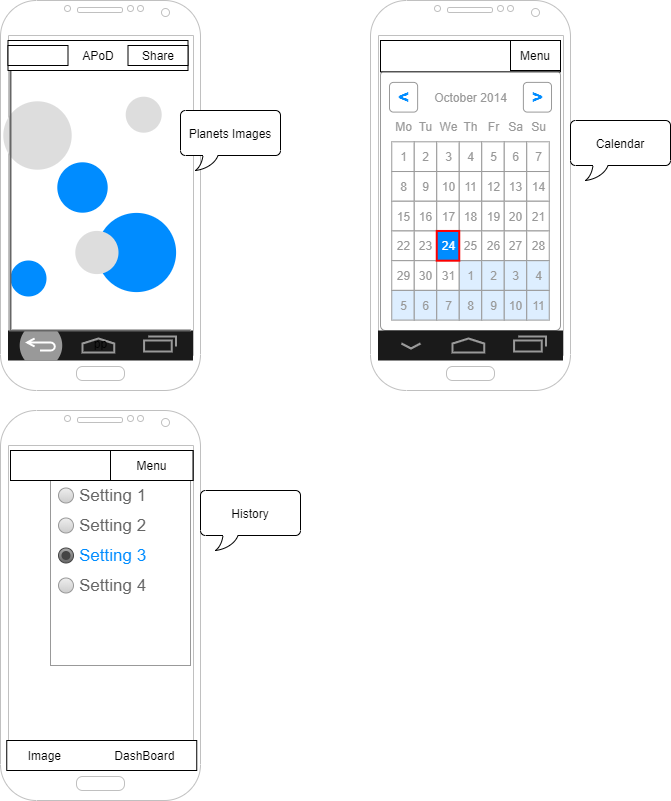 APoD Share
Planets Images
Menu
< October 2014 >
Mo Tu We Th Fr Sa Su
1 2 3 4 5 6 7
8 9 10 11 12 13 14
15 16 17 18 19 20 21
22 23 24 25 26 27 28
29 30 31 1 2 3 4
5 6 7 8 9 10 11
Calendar
Menu
Setting 1
Setting 2
Setting 3
Setting 4
History
Image DashBoard